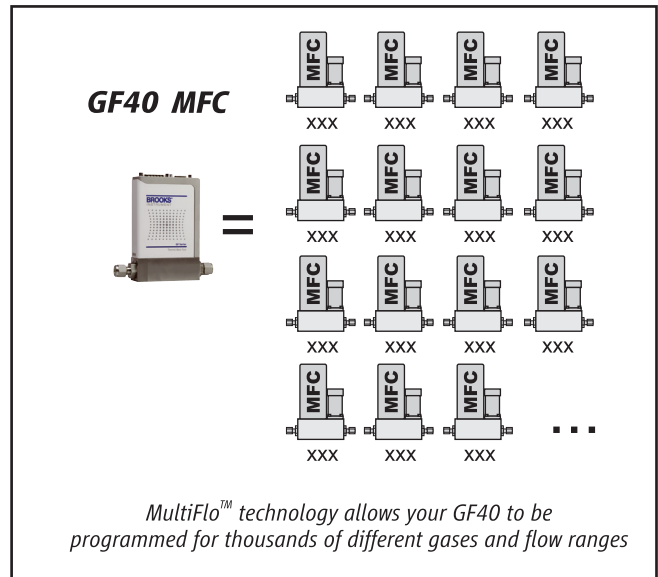 GF40 MFC
BROOKS
=
MFC MFC MFC MFC
XXX XXX XXX XXX
MFC MFC MFC MFC
XXX XXX XXX XXX
MFC MFC MFC MFC
XXX XXX XXX XXX
MFC MFC MFC ...
XXX XXX XXX
MultiFlo™ technology allows your GF40 to be
programmed for thousands of different gases and flow ranges